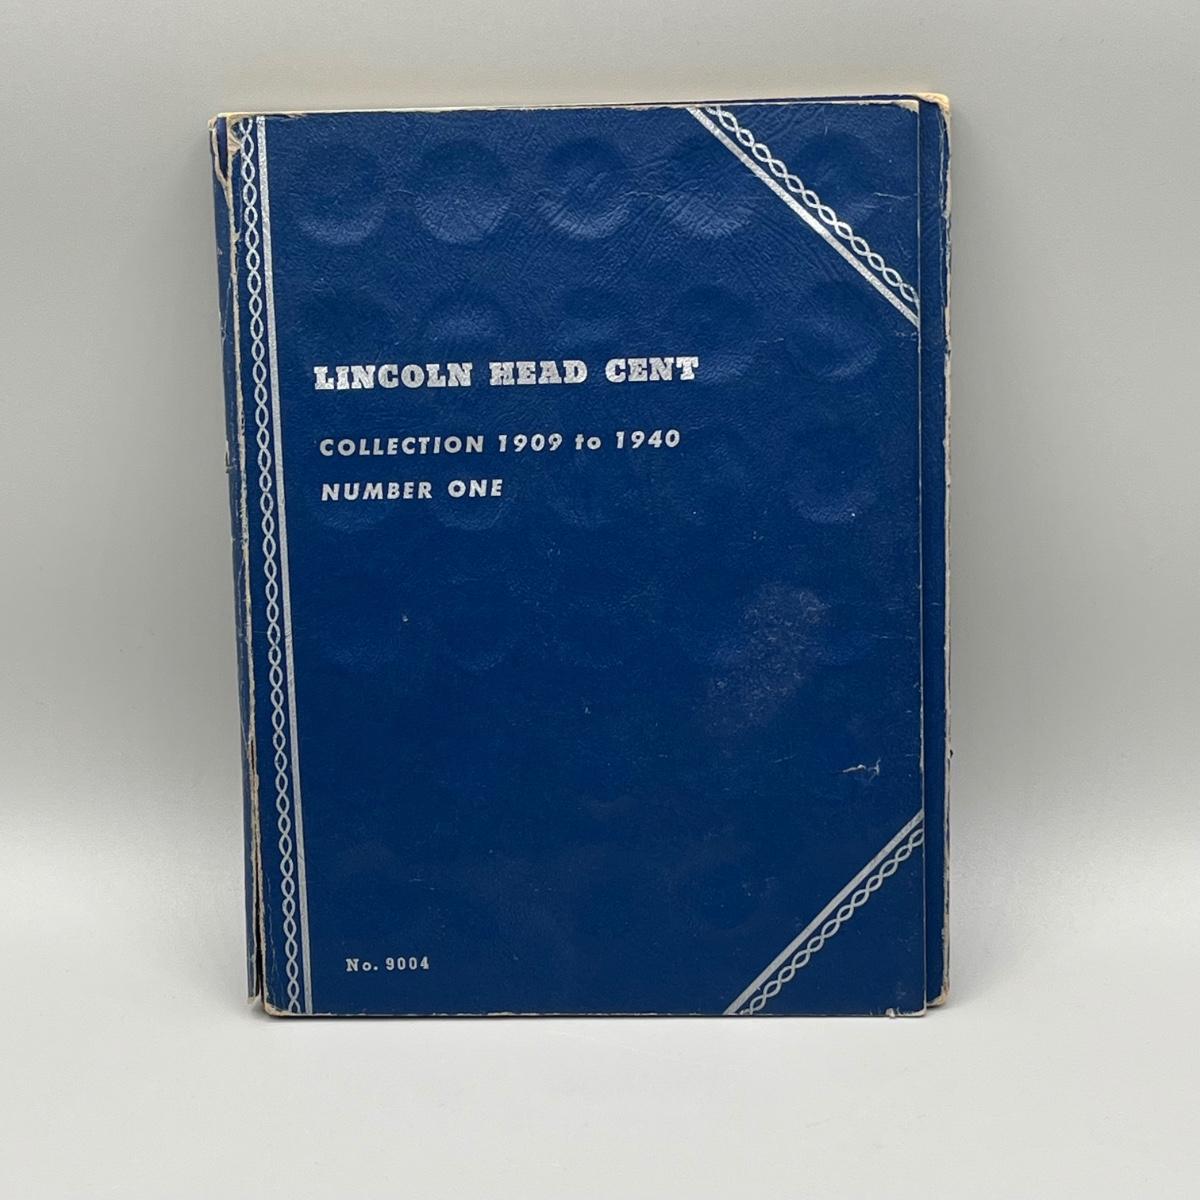 LINCOLN HEAD CENT
COLLECTION 1909 to 1940
NUMBER ONE
No. 9004